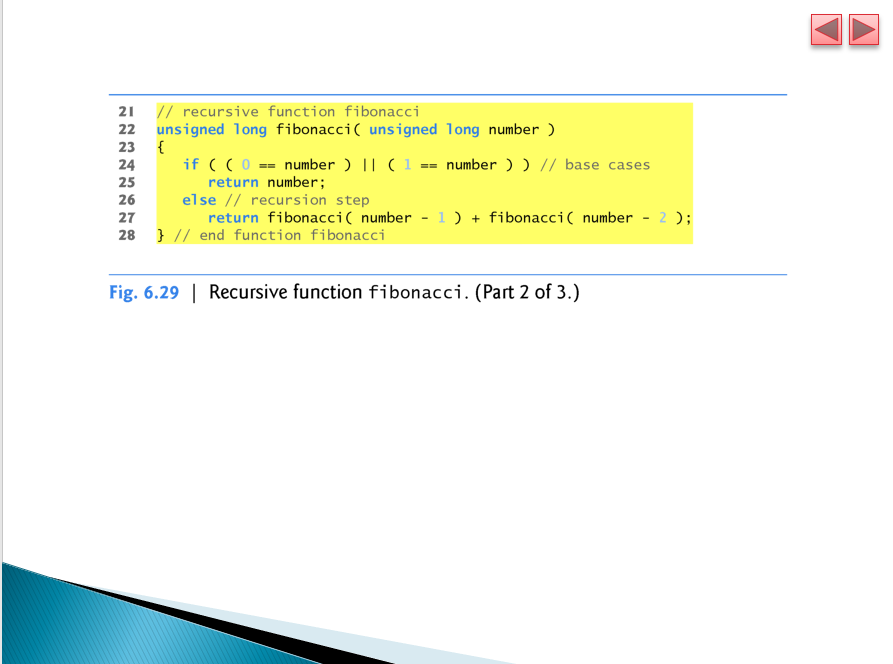 21 // recursive function fibonacci
22 unsigned long fibonacci( unsigned long number )
23 {
24    if ( ( 0 == number ) || ( 1 == number ) ) // base cases
25       return number;
26    else // recursion step
27       return fibonacci( number - 1 ) + fibonacci( number - 2 );
28 } // end function fibonacci
Fig. 6.29 | Recursive function fibonacci. (Part 2 of 3.)